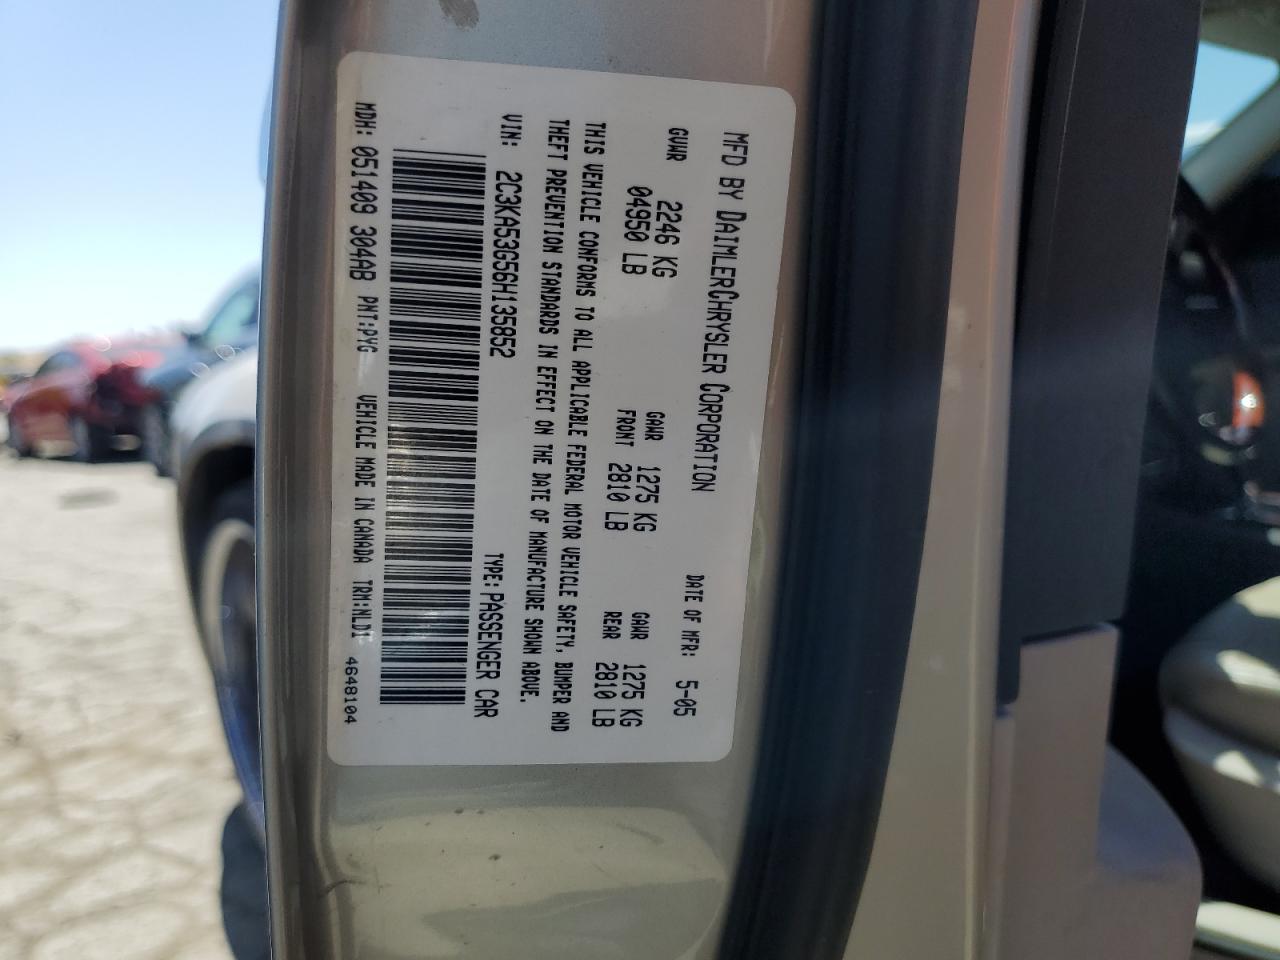 MFD BY DAIMLERCHRYSLER CORPORATION DATE OF MFR: 5-05
GVWR 2246 KG GAWR 1275 KG GAWR 1275 KG
04950 LB FRONT 2810 LB REAR 2810 LB
THIS VEHICLE CONFORMS TO ALL APPLICABLE FEDERAL MOTOR VEHICLE SAFETY, BUMPER AND
THEFT PREVENTION STANDARDS IN EFFECT ON THE DATE OF MANUFACTURE SHOWN ABOVE.
VIN: 2C3KA53G56H135852 TYPE: PASSENGER CAR
MDH: 051409 304AB PNT:PYG VEHICLE MADE IN CANADA 4648104